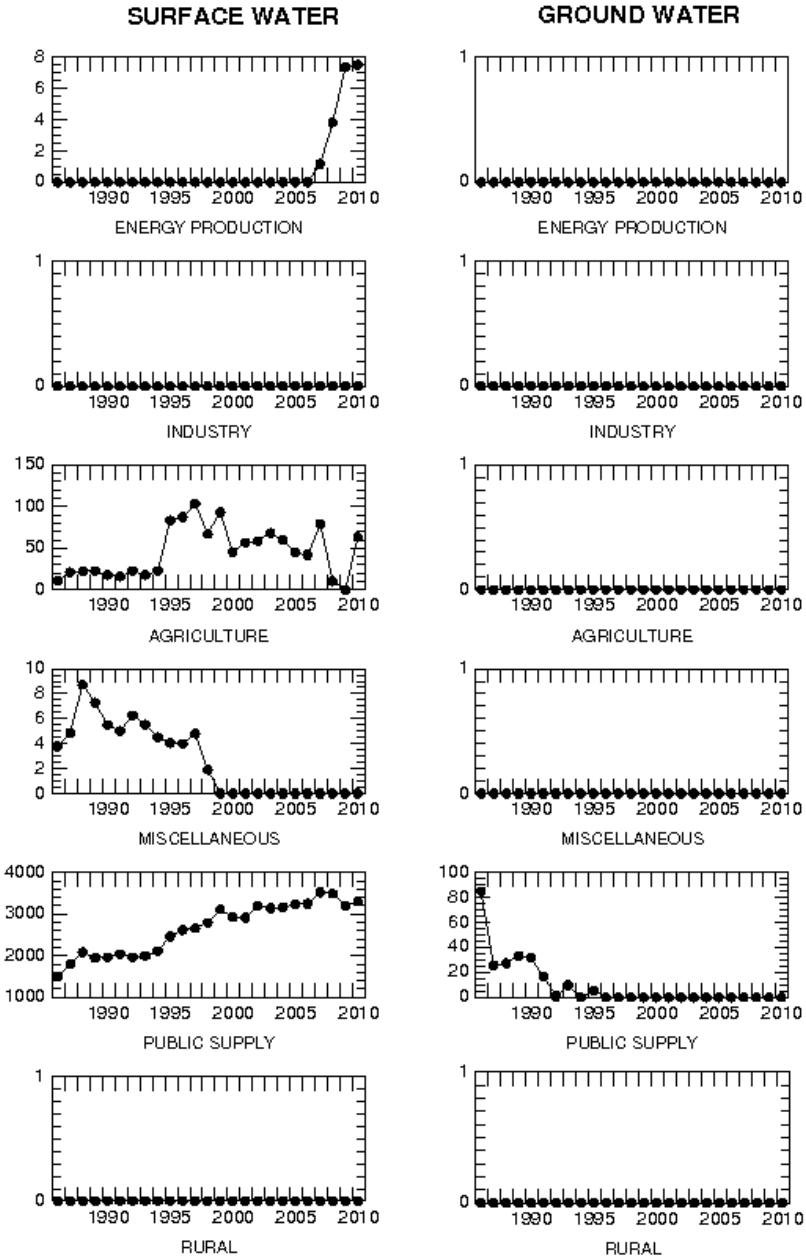 SURFACE WATER
GROUND WATER
8
6
4
2
0
1990 1995 2000 2005 2010
ENERGY PRODUCTION
1
0
1990 1995 2000 2005 2010
ENERGY PRODUCTION
1
0
1990 1995 2000 2005 2010
INDUSTRY
1
0
1990 1995 2000 2005 2010
INDUSTRY
150
100
50
0
1990 1995 2000 2005 2010
AGRICULTURE
1
0
1990 1995 2000 2005 2010
AGRICULTURE
10
8
6
4
2
0
1990 1995 2000 2005 2010
MISCELLANEOUS
1
0
1990 1995 2000 2005 2010
MISCELLANEOUS
4000
3000
2000
1000
1990 1995 2000 2005 2010
PUBLIC SUPPLY
100
80
60
40
20
0
1990 1995 2000 2005 2010
PUBLIC SUPPLY
1
0
1990 1995 2000 2005 2010
RURAL
1
0
1990 1995 2000 2005 2010
RURAL